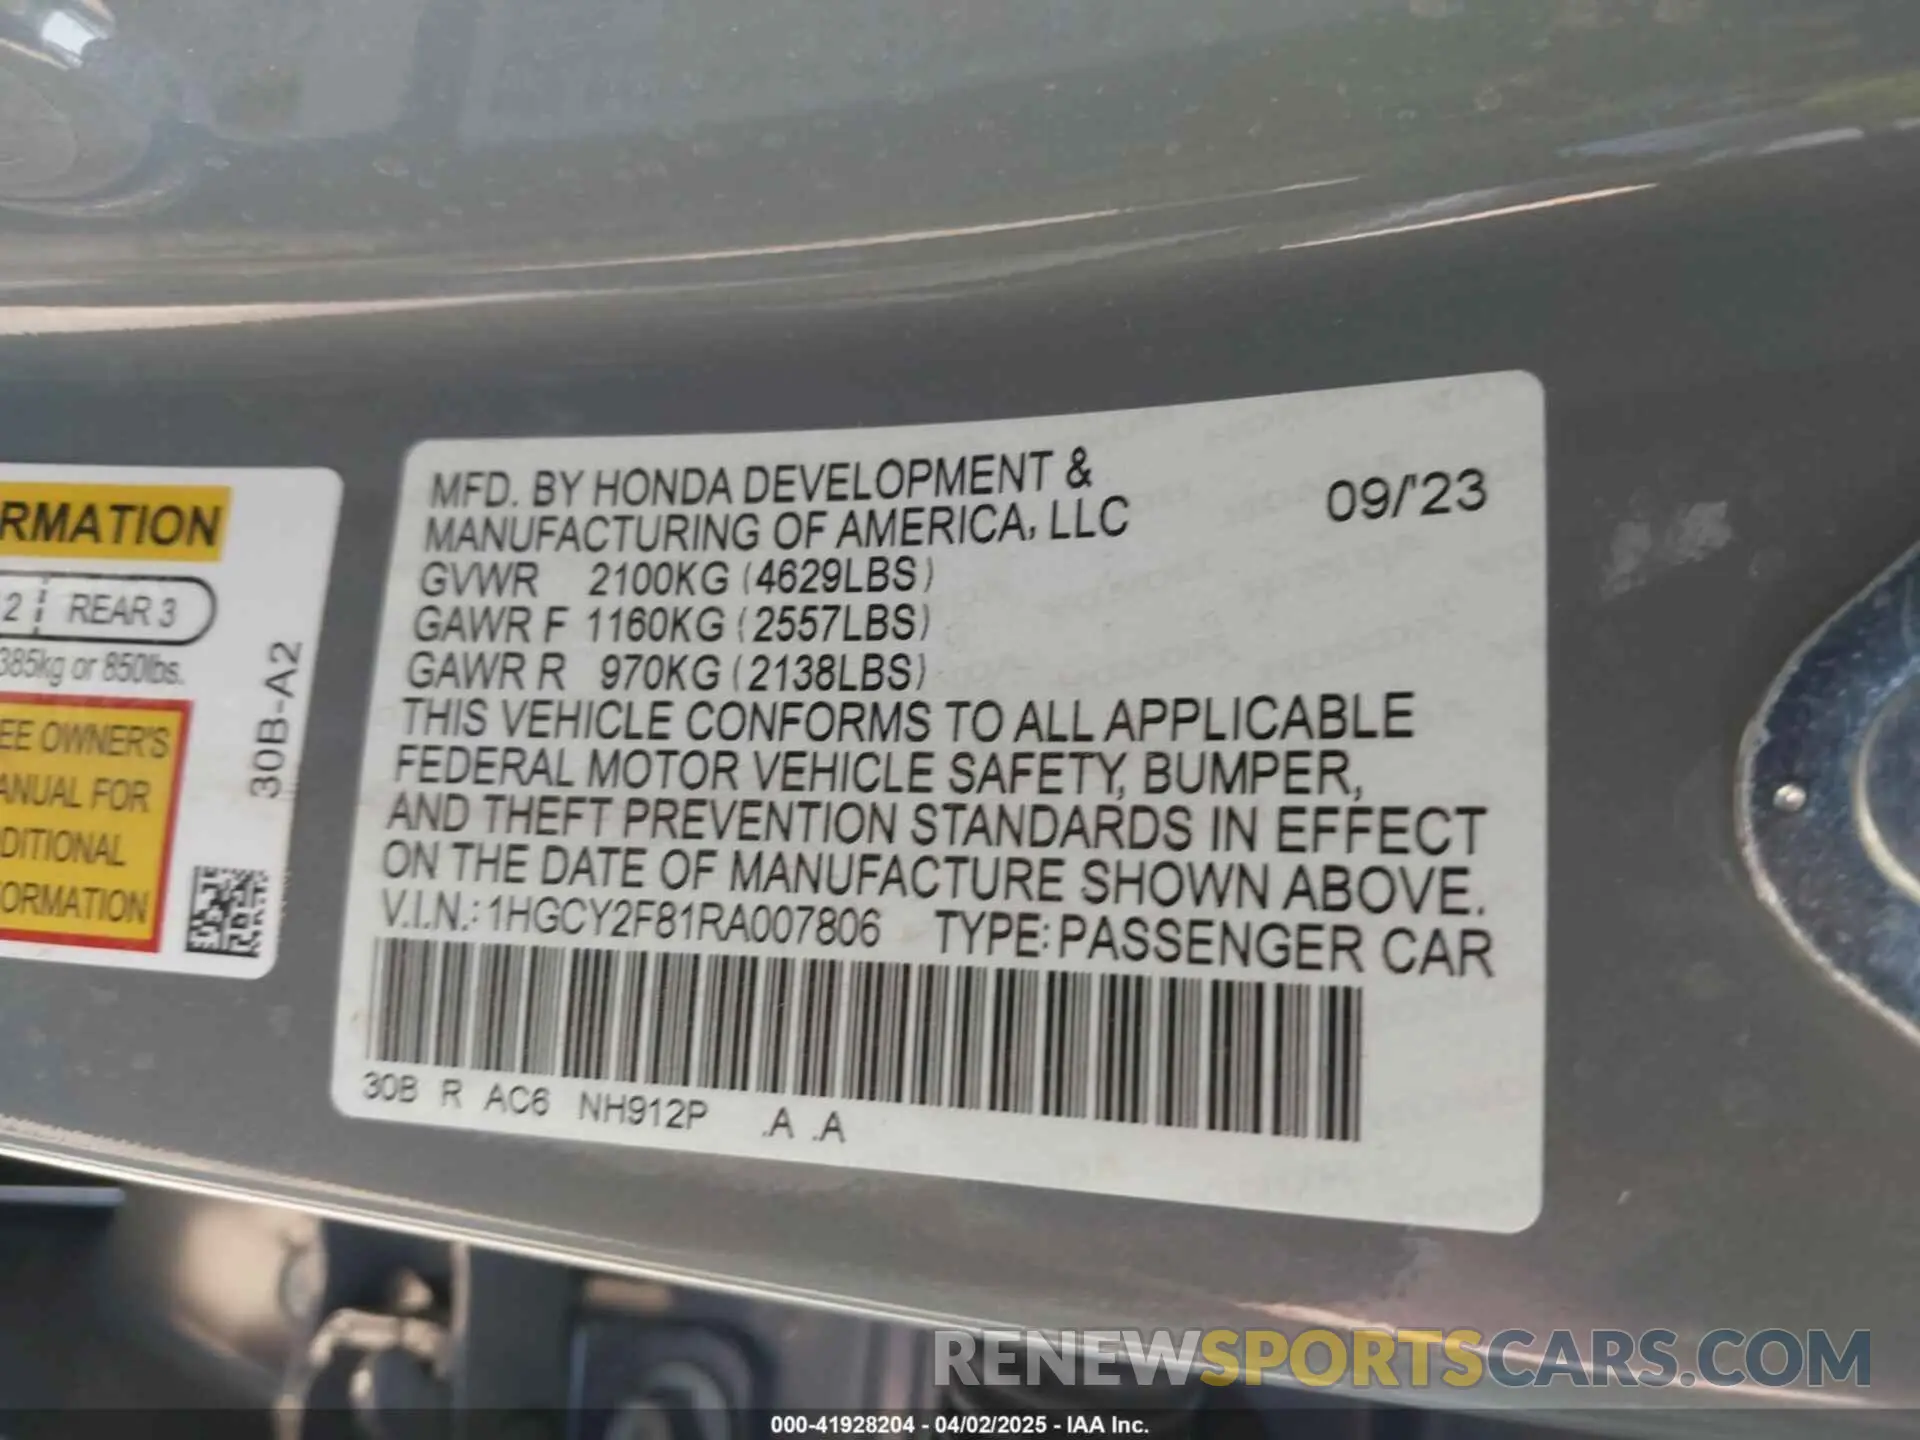 RMATION
2 REAR 3
385kg or 850lbs.
EE OWNER'S
ANUAL FOR
DITIONAL
ORMATION
30B-A2
MFD. BY HONDA DEVELOPMENT &
MANUFACTURING OF AMERICA, LLC
09/'23
GVWR 2100KG (4629LBS)
GAWR F 1160KG (2557LBS)
GAWR R 970KG (2138LBS)
THIS VEHICLE CONFORMS TO ALL APPLICABLE
FEDERAL MOTOR VEHICLE SAFETY, BUMPER,
AND THEFT PREVENTION STANDARDS IN EFFECT
ON THE DATE OF MANUFACTURE SHOWN ABOVE.
V.I.N.: 1HGCY2F81RA007806 TYPE: PASSENGER CAR
30B R AC6 NH912P .A .A
RENEWSPORTSCARS.COM
000-41928204 - 04/02/2025 - IAA Inc.